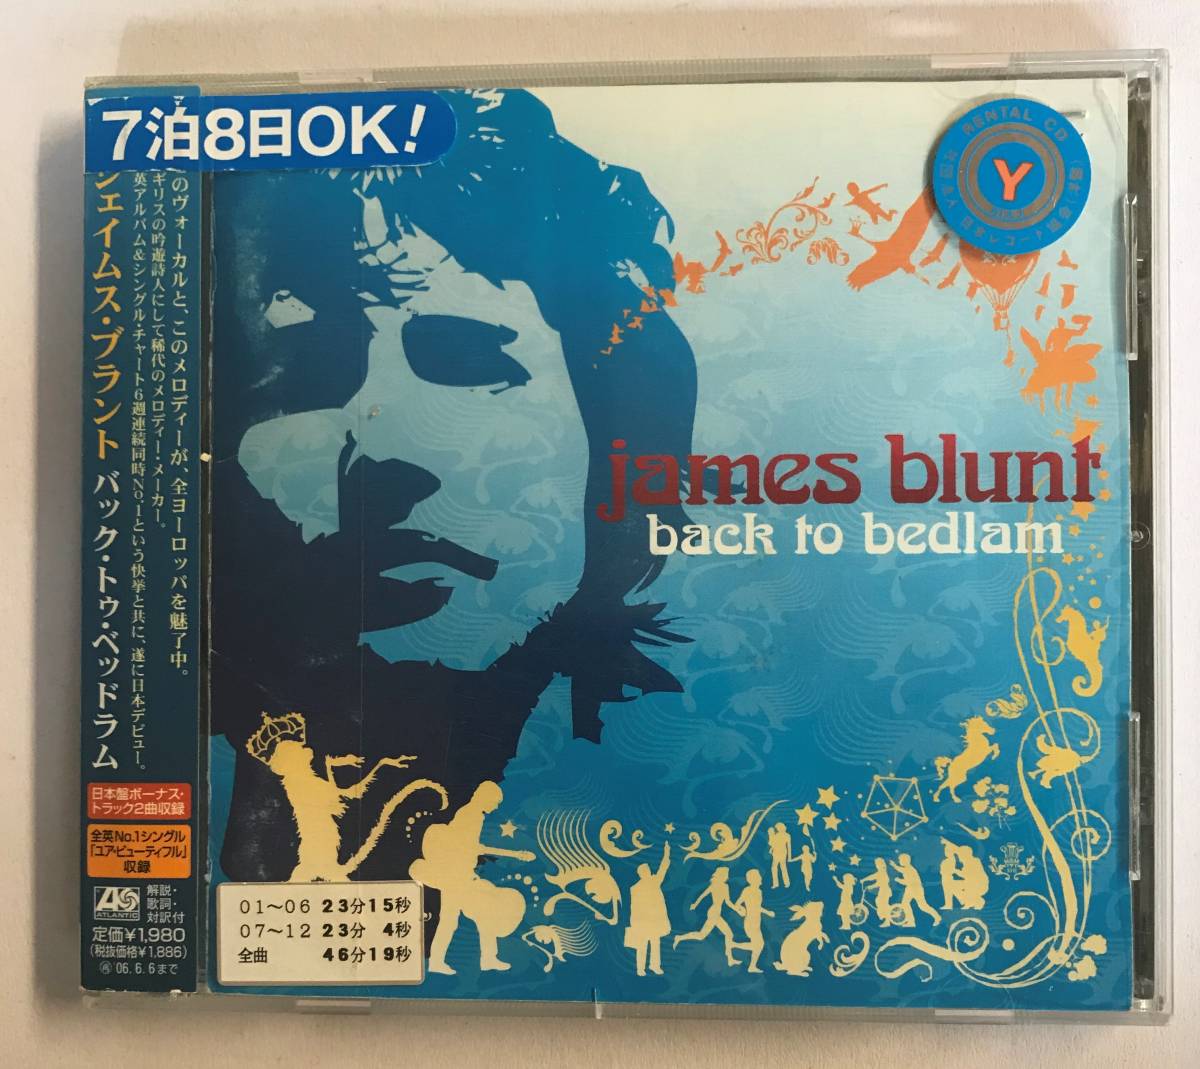 7泊8日OK!
のヴォーカルと、このメロディーが、全ヨーロッパを魅了中。
ギリスの吟遊詩人にして稀代のメロディー・メーカー。
英アルバム&シングル・チャート6週連続同時No.1という快挙と共に、遂に日本デビュー。
ジェイムス・ブラント バック・トゥ・ベッドラム
日本盤ボーナス・
トラック2曲収録
全英No.1シングル
「ユア・ビューティフル」
収録
ATLANTIC
解説・
歌詞・
対訳付
定価¥1,980
(税抜価格¥1,886)
'06.6.6まで
RENTAL CD
Y
james blunt
back to bedlam
01〜06 23分15秒
07〜12 23分 4秒
全曲 46分19秒